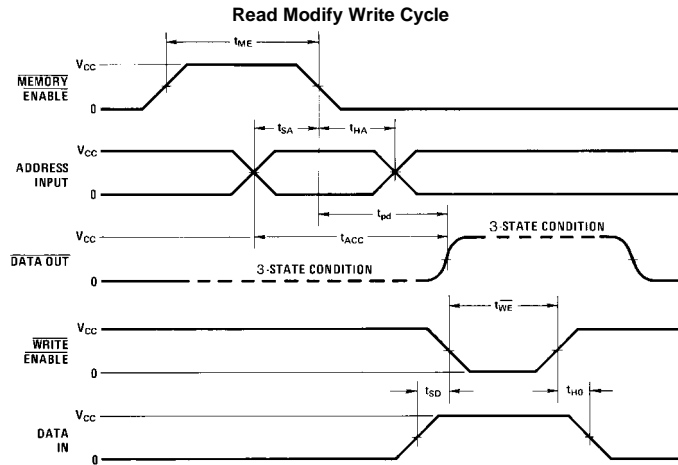 Read Modify Write Cycle
tME
VCC
MEMORY
ENABLE
0
tSA
tHA
VCC
ADDRESS
INPUT
0
tpd
tACC
VCC
3-STATE CONDITION
DATA OUT
3-STATE CONDITION
0
tWE
VCC
WRITE
ENABLE
0
tSD
tHD
VCC
DATA
IN
0